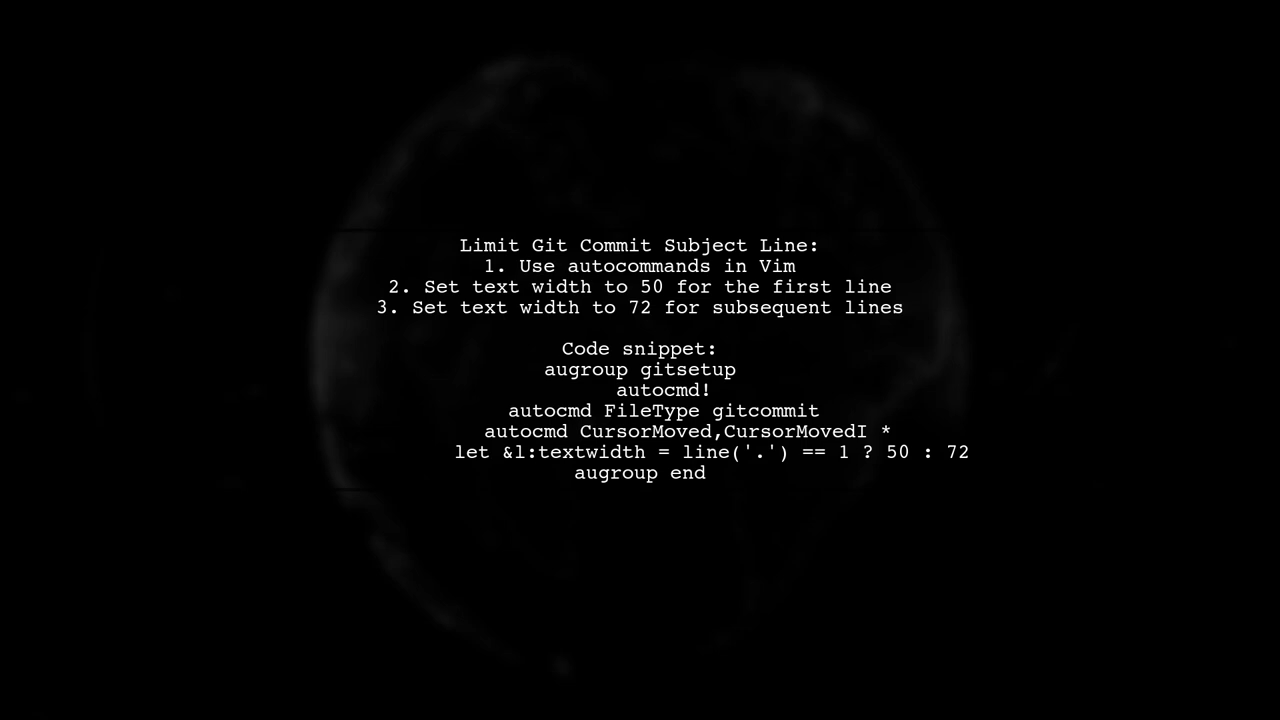 Limit Git Commit Subject Line:
1. Use autocommands in Vim
2. Set text width to 50 for the first line
3. Set text width to 72 for subsequent lines
Code snippet:
augroup gitsetup
autocmd!
autocmd FileType gitcommit
autocmd CursorMoved,CursorMovedI *
let &l:textwidth = line('.') == 1 ? 50 : 72
augroup end